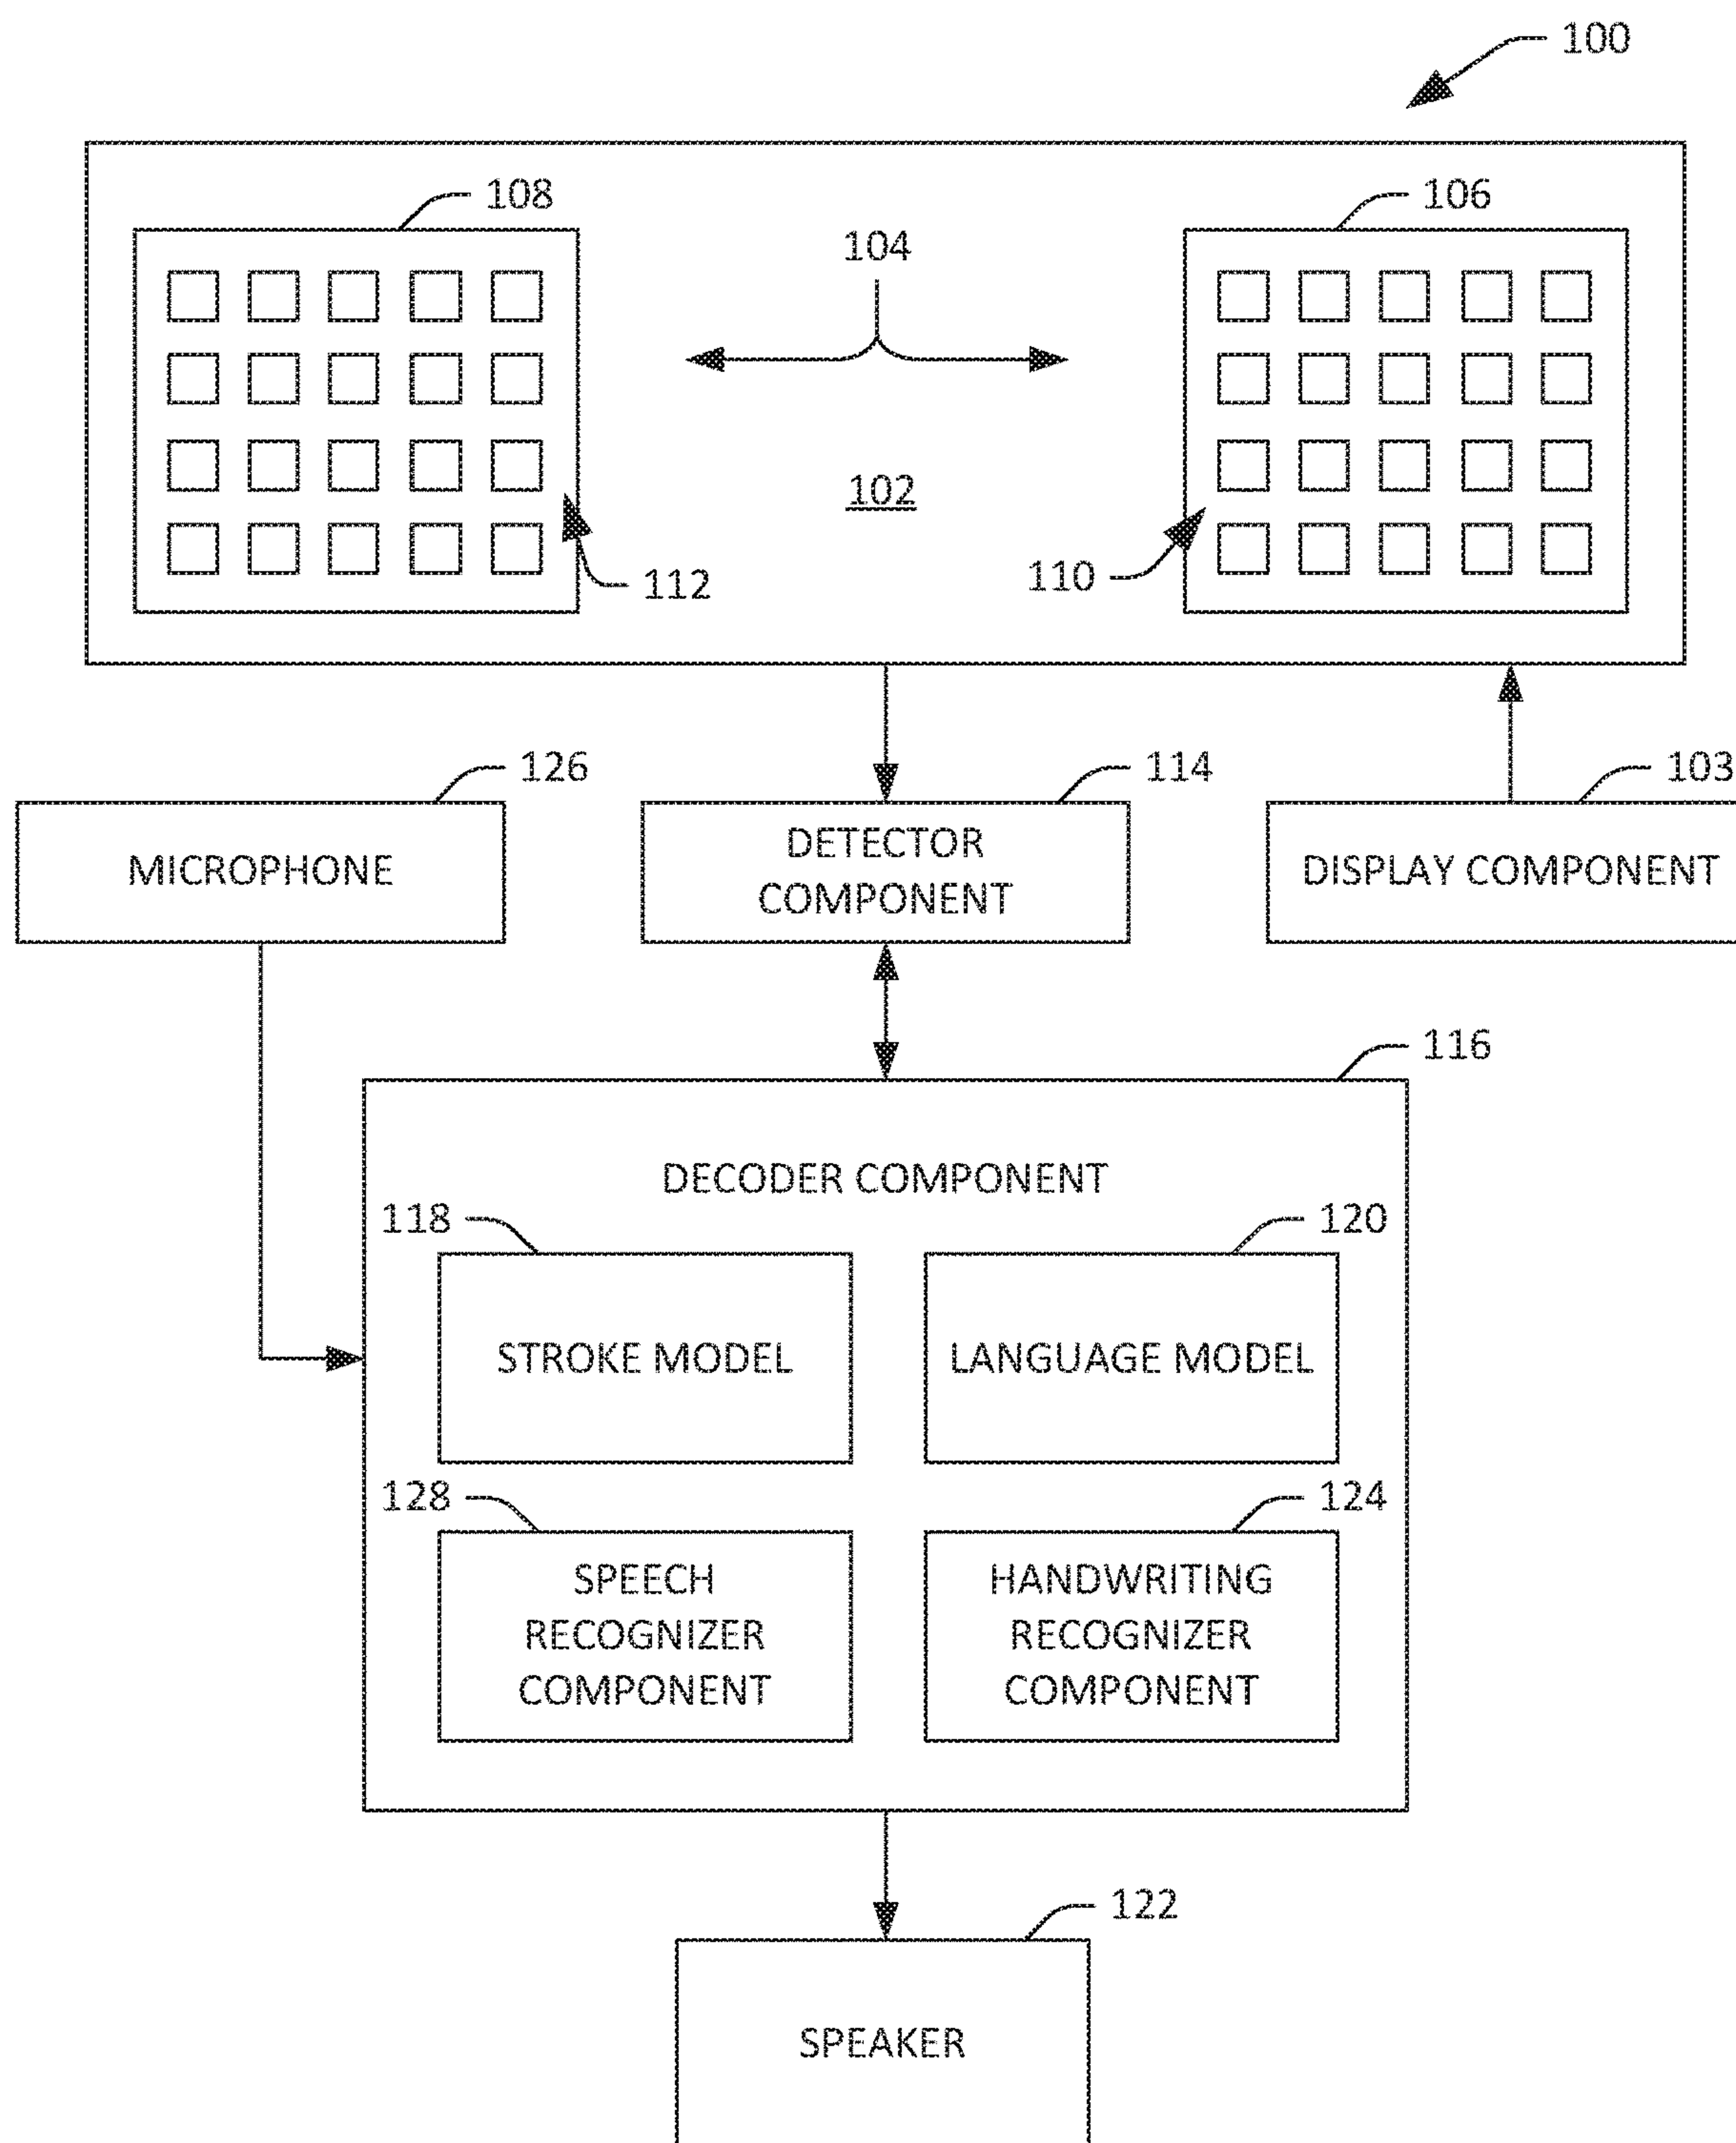 100
108
106
104
102
112
110
126
114
103
MICROPHONE
DETECTOR
COMPONENT
DISPLAY COMPONENT
116
DECODER COMPONENT
118
120
STROKE MODEL
LANGUAGE MODEL
128
124
SPEECH
RECOGNIZER
COMPONENT
HANDWRITING
RECOGNIZER
COMPONENT
122
SPEAKER